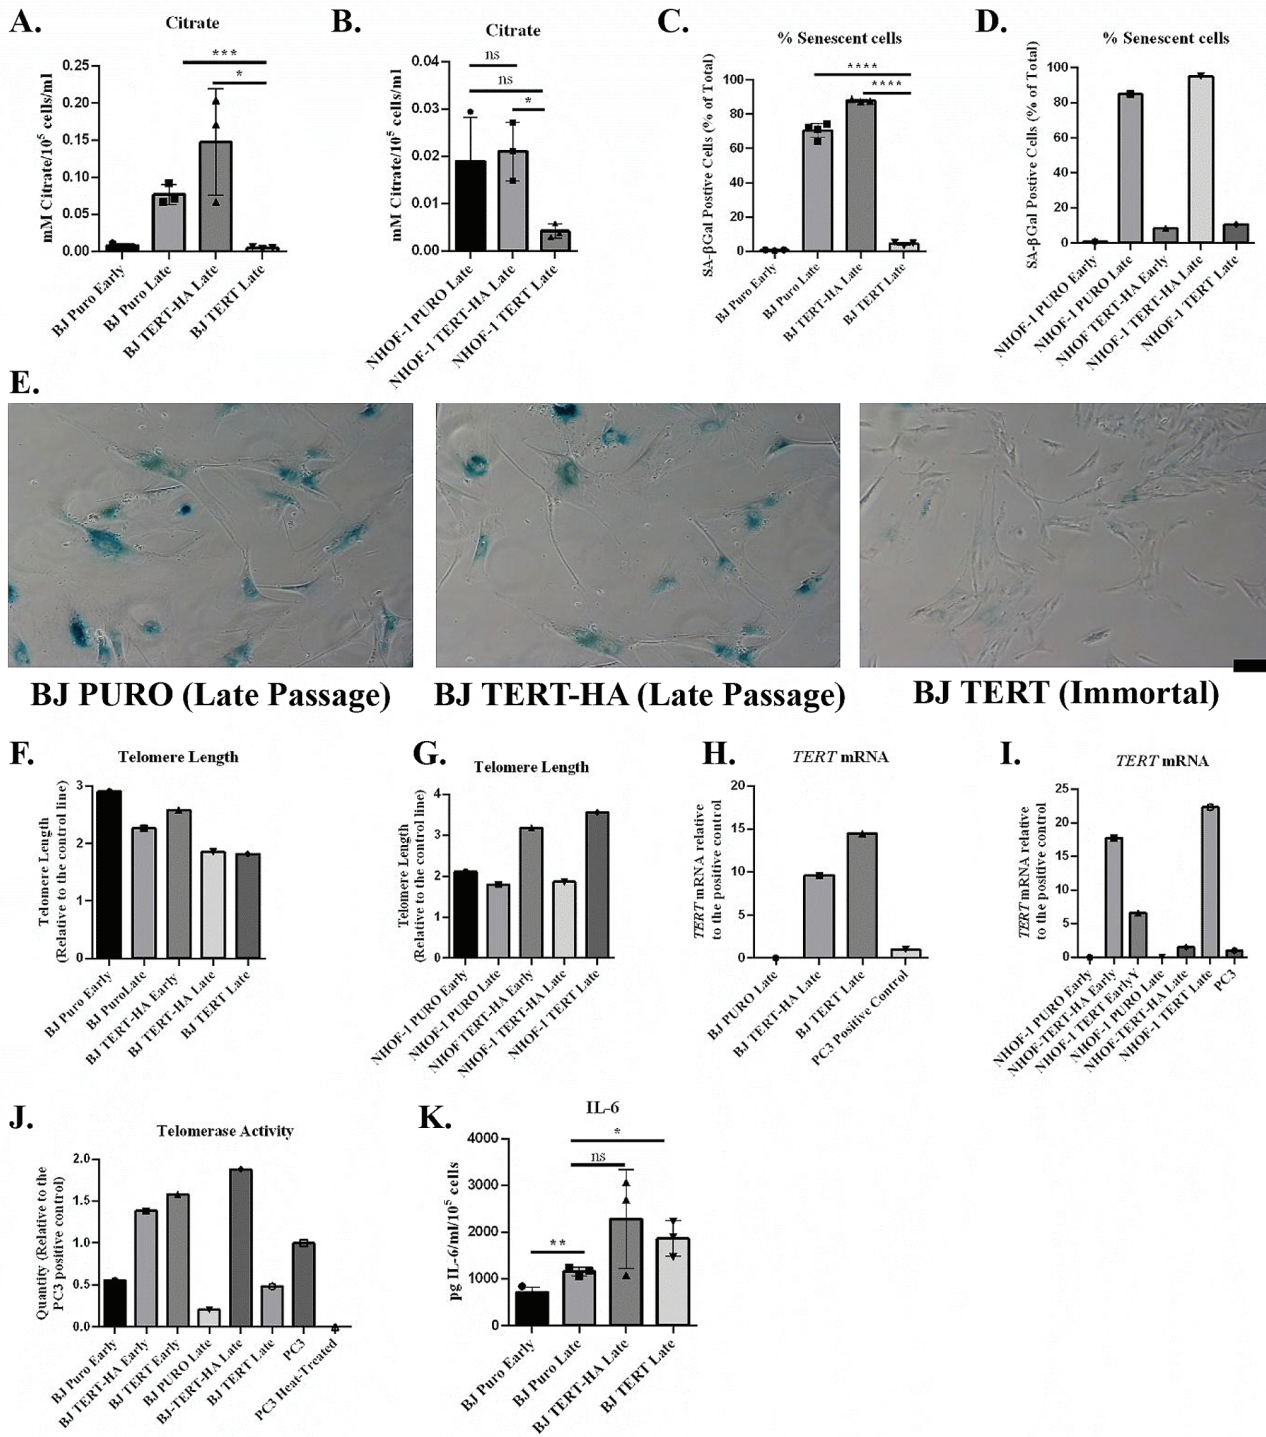 A.
Citrate
mM Citrate/10⁵ cells/ml
0.25
0.20
0.15
0.10
0.05
0.00
***
*
BJ Puro Early
BJ Puro Late
BJ TERT-HA Late
BJ TERT Late
B.
Citrate
mM Citrate/10⁵ cells/ml
0.04
0.03
0.02
0.01
0.00
ns
ns
*
NHOF-1 PURO Late
NHOF-1 TERT-HA Late
NHOF-1 TERT Late
C.
% Senescent cells
SA-βGal Postive Cells (% of Total)
100
80
60
40
20
0
****
****
BJ Puro Early
BJ Puro Late
BJ TERT-HA Late
BJ TERT Late
D.
% Senescent cells
SA-βGal Postive Cells (% of Total)
100
80
60
40
20
0
NHOF-1 PURO Early
NHOF-1 PURO Late
NHOF TERT-HA Early
NHOF-1 TERT-HA Late
NHOF-1 TERT Late
E.
BJ PURO (Late Passage)
BJ TERT-HA (Late Passage)
BJ TERT (Immortal)
F.
Telomere Length
Telomere Length
(Relative to the control line)
3
2
1
0
BJ Puro Early
BJ PuroLate
BJ TERT-HA Early
BJ TERT-HA Late
BJ TERT Late
G.
Telomere Length
Telomere Length
(Relative to the control line)
4
3
2
1
0
NHOF-1 PURO Early
NHOF-1 PURO Late
NHOF TERT-HA Early
NHOF-1 TERT-HA Late
NHOF-1 TERT Late
H.
TERT mRNA
TERT mRNA relative
to the positive control
20
15
10
5
0
BJ PURO Late
BJ TERT-HA Late
BJ TERT Late
PC3 Positive Control
I.
TERT mRNA
TERT mRNA relative
to the positive control
25
20
15
10
5
0
NHOF-1 PURO Early
NHOF-TERT-HA Early
NHOF-1 TERT EarlyY
NHOF-1 PURO Late
NHOF-TERT-HA Late
NHOF-1 TERT Late
PC3
J.
Telomerase Activity
Quantity (Relative to the
PC3 positive control)
2.0
1.5
1.0
0.5
0.0
BJ Puro Early
BJ TERT-HA Early
BJ TERT Early
BJ PURO Late
BJ-TERT-HA Late
BJ TERT Late
PC3
PC3 Heat-Treated
K.
IL-6
pg IL-6/ml/10⁵ cells
4000
3000
2000
1000
0
*
ns
**
BJ Puro Early
BJ Puro Late
BJ TERT-HA Late
BJ TERT Late